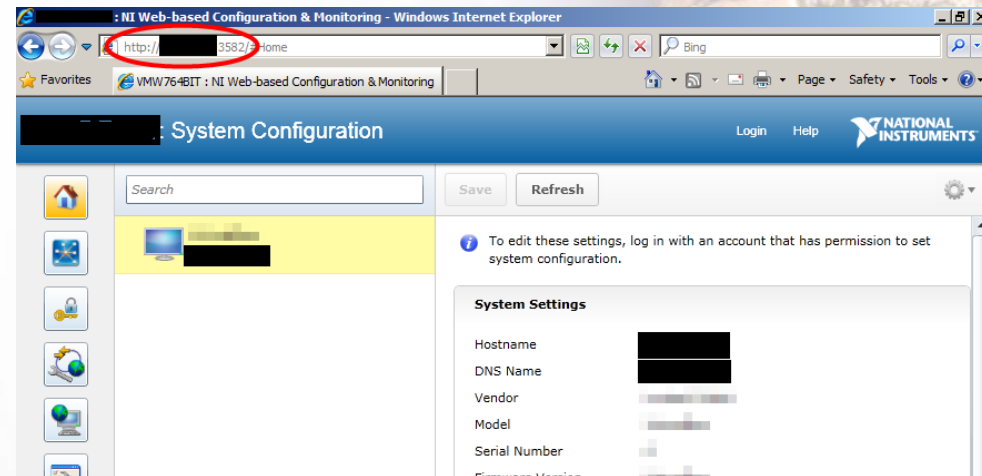 : NI Web-based Configuration & Monitoring - Windows Internet Explorer
http:// 3582/#Home
Bing
Favorites
VMW764BIT : NI Web-based Configuration & Monitoring
Page
Safety
Tools
: System Configuration
Login
Help
NATIONAL INSTRUMENTS
Search
Save
Refresh
To edit these settings, log in with an account that has permission to set
system configuration.
System Settings
Hostname
DNS Name
Vendor
Model
Serial Number
Firmware Version